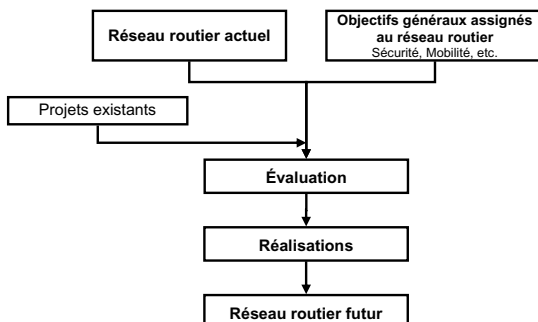 Réseau routier actuel
Objectifs généraux assignés
au réseau routier
Sécurité, Mobilité, etc.
Projets existants
Évaluation
Réalisations
Réseau routier futur